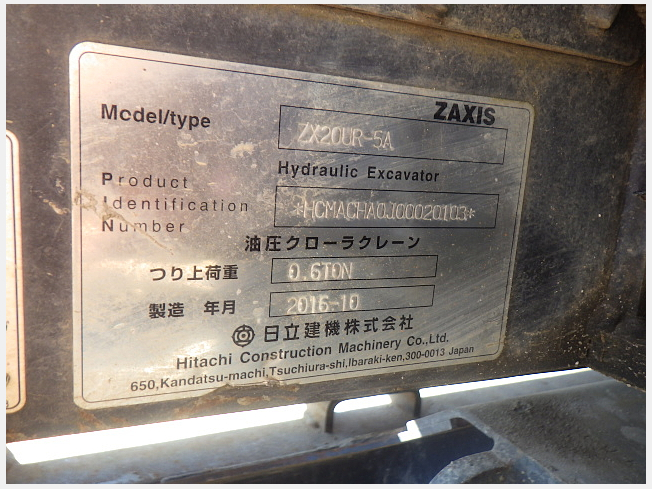 ZAXIS
Model/type ZX20UR-5A
Hydraulic Excavator
Product
Identification *HCMACHA0J00020103*
Number
油圧クローラクレーン
つり上荷重 0.6TON
製造 年月 2016-10
日立建機株式会社
Hitachi Construction Machinery Co.,Ltd.
650,Kandatsu-machi,Tsuchiura-shi,Ibaraki-ken,300-0013 Japan